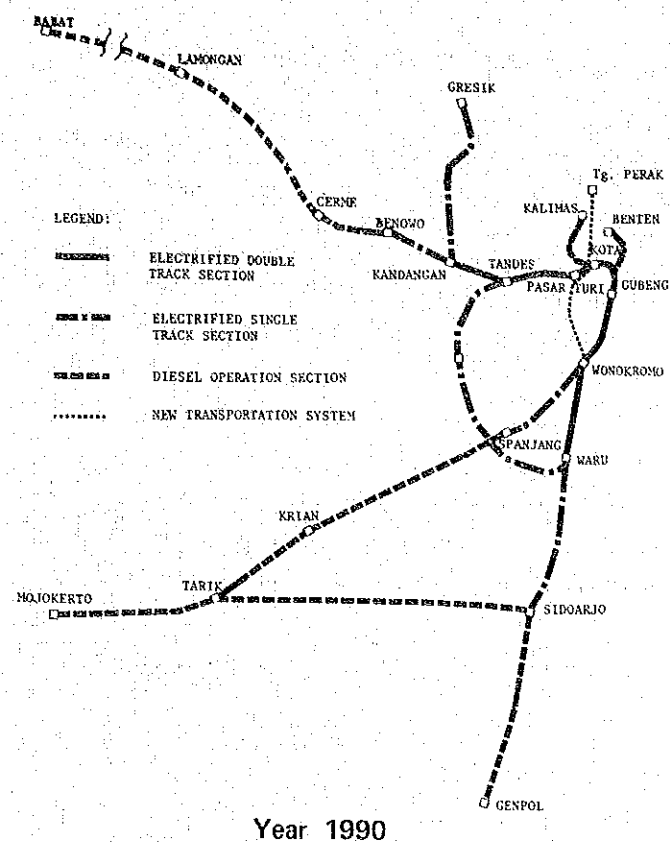 BABAT
LAMONGAN
GRESIK
Tg. PERAK
CERME
KALIMAS
BENTEN
LEGEND:
BENOWO
KOTA
ELECTRIFIED DOUBLE
TRACK SECTION
KANDANGAN
TANDES
PASAR TURI
GUBENG
ELECTRIFIED SINGLE
TRACK SECTION
WONOKROMO
DIESEL OPERATION SECTION
NEW TRANSPORTATION SYSTEM
SPANJANG
WARU
KRIAN
TARIK
MOJOKERTO
SIDOARJO
GENPOL
Year 1990